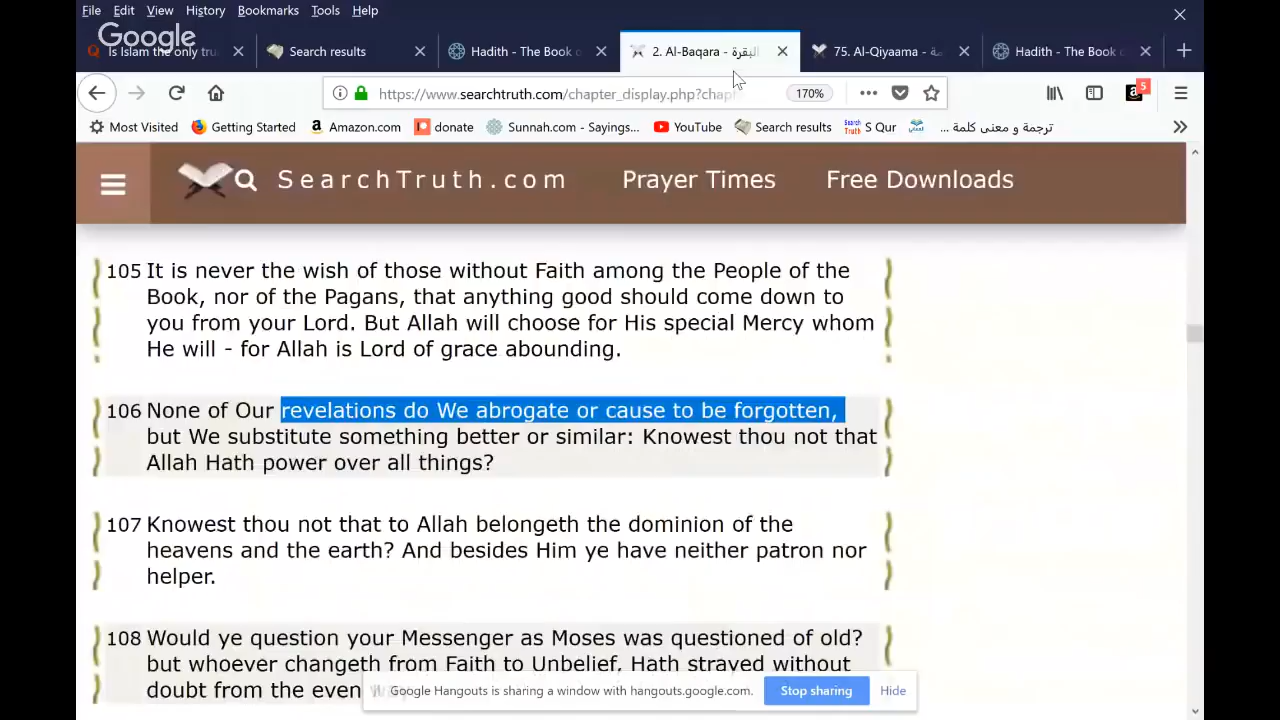 File Edit View History Bookmarks Tools Help
Google
Is Islam the only tru
Search results
Hadith - The Book o
2. Al-Baqara - البقرة
75. Al-Qiyaama -
Hadith - The Book o
https://www.searchtruth.com/chapter_display.php?chap
170%
5
Most Visited Getting Started Amazon.com donate Sunnah.com - Sayings... YouTube Search results S Qur ترجمة و معنى كلمة ...
SearchTruth.com Prayer Times Free Downloads
105 It is never the wish of those without Faith among the People of the
Book, nor of the Pagans, that anything good should come down to
you from your Lord. But Allah will choose for His special Mercy whom
He will - for Allah is Lord of grace abounding.
106 None of Our revelations do We abrogate or cause to be forgotten,
but We substitute something better or similar: Knowest thou not that
Allah Hath power over all things?
107 Knowest thou not that to Allah belongeth the dominion of the
heavens and the earth? And besides Him ye have neither patron nor
helper.
108 Would ye question your Messenger as Moses was questioned of old?
but whoever changeth from Faith to Unbelief, Hath strayed without
doubt from the even
Google Hangouts is sharing a window with hangouts.google.com. Stop sharing Hide